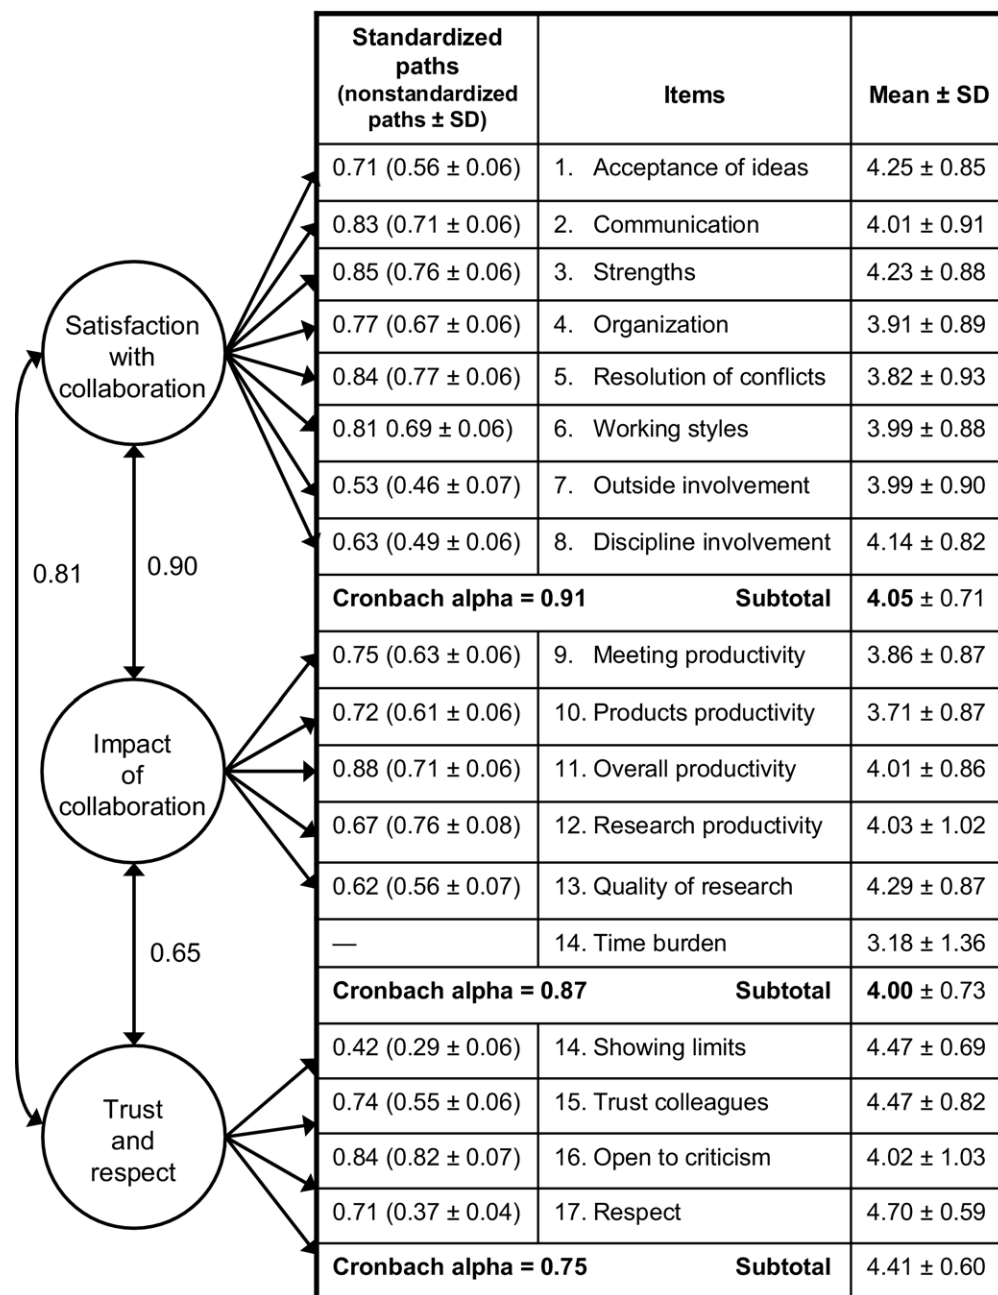 Standardized
paths
(nonstandardized
paths ± SD)
Items
Mean ± SD
0.71 (0.56 ± 0.06) 1. Acceptance of ideas 4.25 ± 0.85
0.83 (0.71 ± 0.06) 2. Communication 4.01 ± 0.91
0.85 (0.76 ± 0.06) 3. Strengths 4.23 ± 0.88
0.77 (0.67 ± 0.06) 4. Organization 3.91 ± 0.89
0.84 (0.77 ± 0.06) 5. Resolution of conflicts 3.82 ± 0.93
0.81 0.69 ± 0.06) 6. Working styles 3.99 ± 0.88
0.53 (0.46 ± 0.07) 7. Outside involvement 3.99 ± 0.90
0.63 (0.49 ± 0.06) 8. Discipline involvement 4.14 ± 0.82
Cronbach alpha = 0.91 Subtotal 4.05 ± 0.71
0.75 (0.63 ± 0.06) 9. Meeting productivity 3.86 ± 0.87
0.72 (0.61 ± 0.06) 10. Products productivity 3.71 ± 0.87
0.88 (0.71 ± 0.06) 11. Overall productivity 4.01 ± 0.86
0.67 (0.76 ± 0.08) 12. Research productivity 4.03 ± 1.02
0.62 (0.56 ± 0.07) 13. Quality of research 4.29 ± 0.87
— 14. Time burden 3.18 ± 1.36
Cronbach alpha = 0.87 Subtotal 4.00 ± 0.73
0.42 (0.29 ± 0.06) 14. Showing limits 4.47 ± 0.69
0.74 (0.55 ± 0.06) 15. Trust colleagues 4.47 ± 0.82
0.84 (0.82 ± 0.07) 16. Open to criticism 4.02 ± 1.03
0.71 (0.37 ± 0.04) 17. Respect 4.70 ± 0.59
Cronbach alpha = 0.75 Subtotal 4.41 ± 0.60
Satisfaction
with
collaboration
0.81
0.90
Impact
of
collaboration
0.65
Trust
and
respect